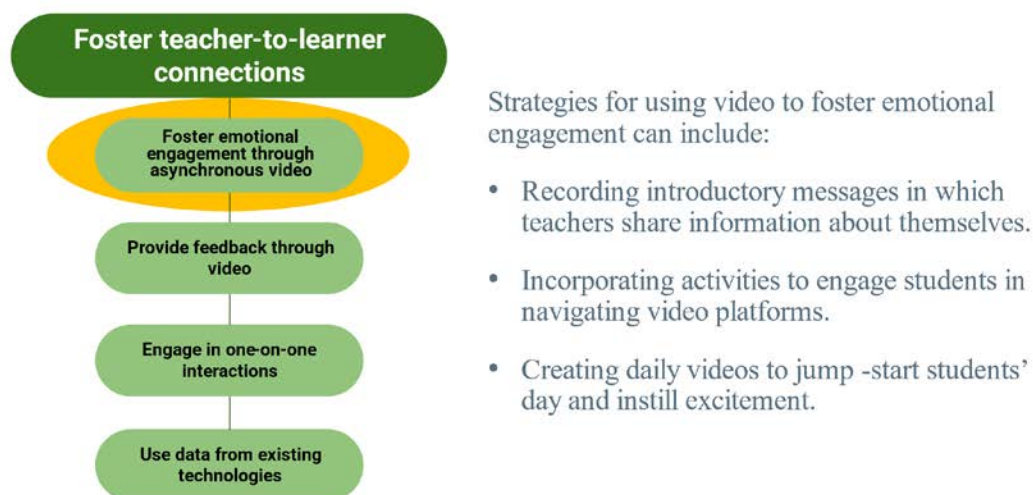 Foster teacher-to-learner
connections
Foster emotional
engagement through
asynchronous video
Provide feedback through
video
Engage in one-on-one
interactions
Use data from existing
technologies
Strategies for using video to foster emotional
engagement can include:
• Recording introductory messages in which
teachers share information about themselves.
• Incorporating activities to engage students in
navigating video platforms.
• Creating daily videos to jump -start students’
day and instill excitement.